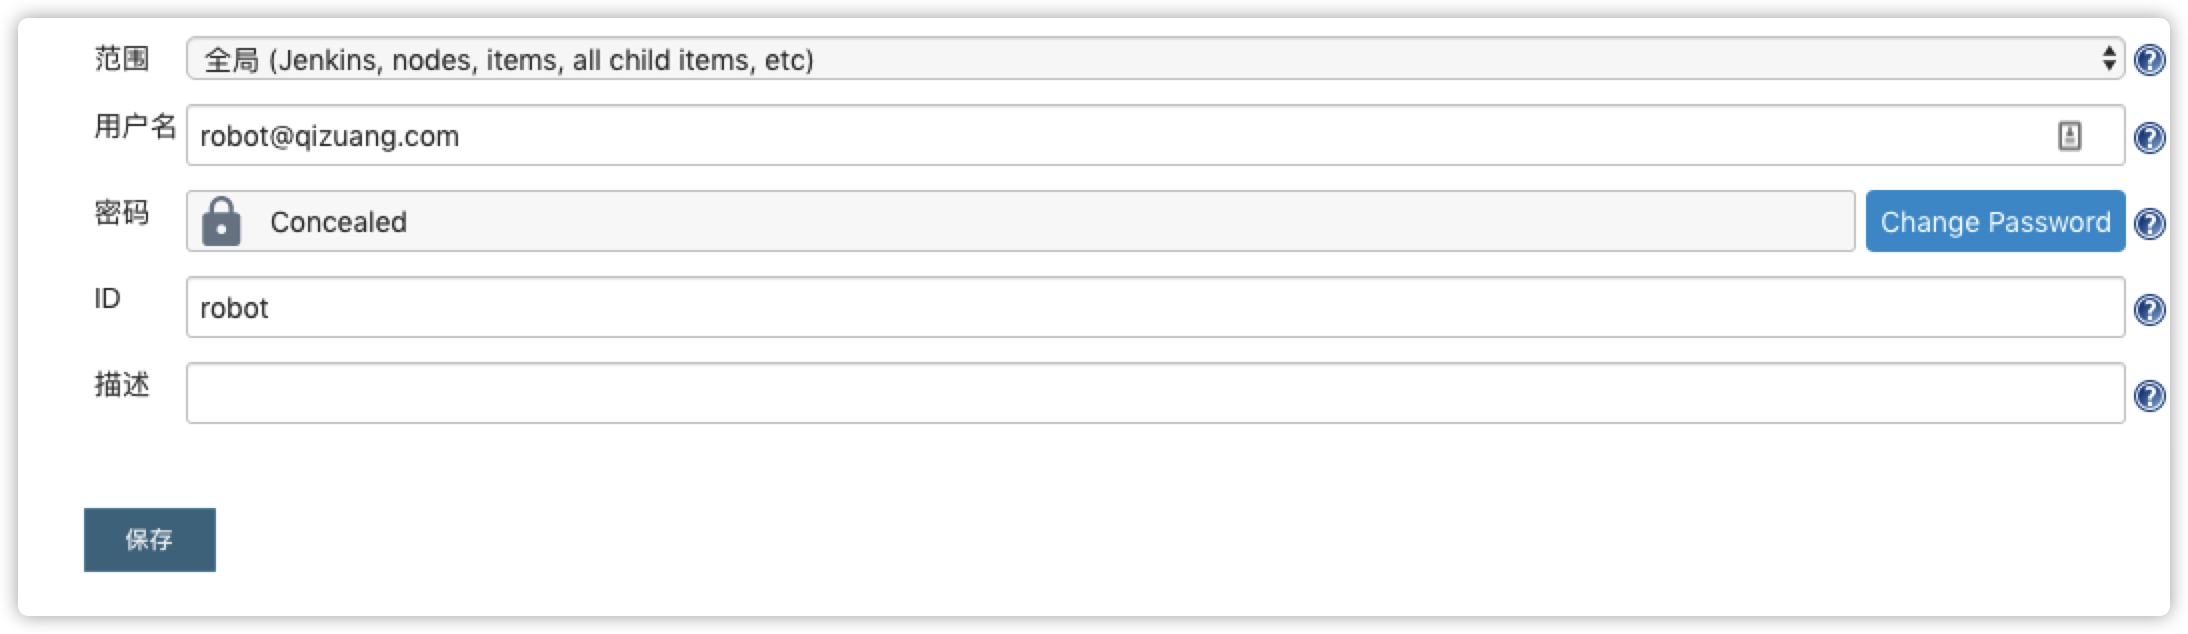 范围 全局 (Jenkins, nodes, items, all child items, etc)
用户名 robot@qizuang.com
密码 Concealed Change Password
ID robot
描述
保存